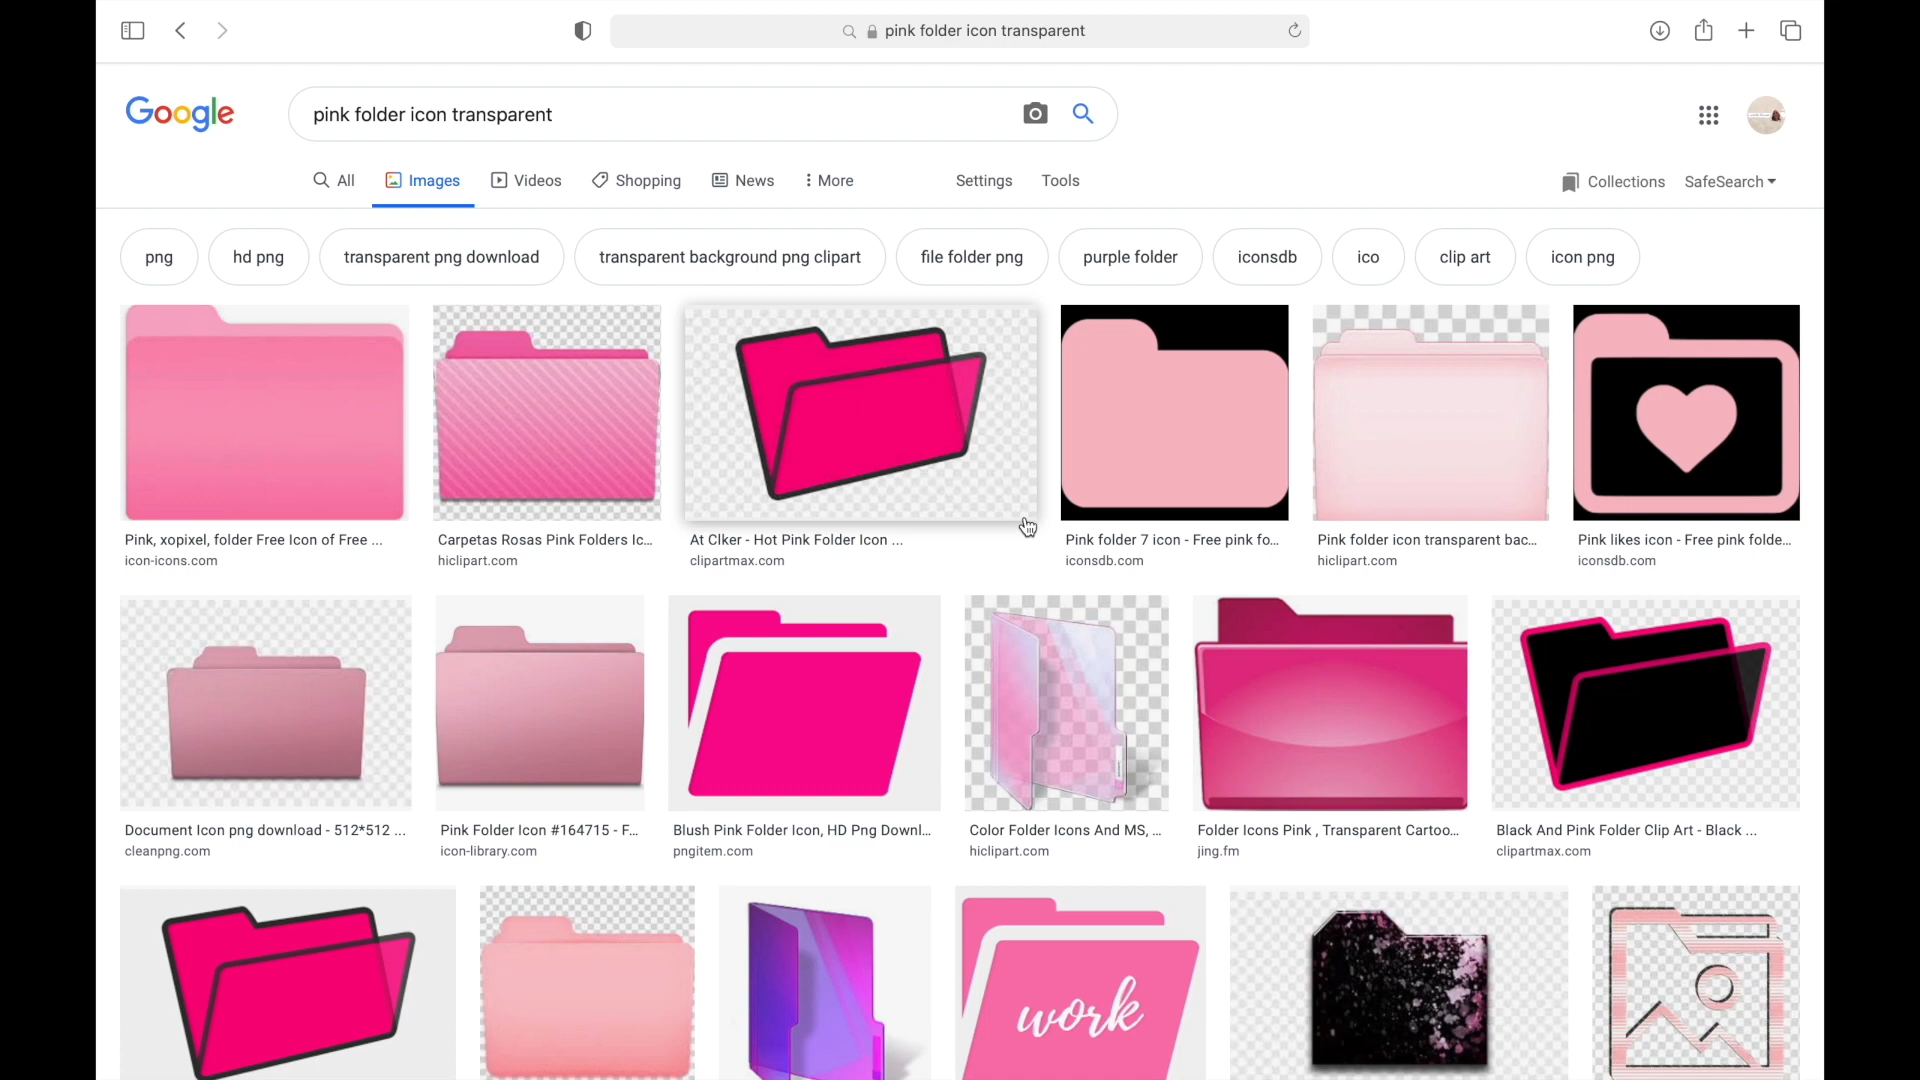 pink folder icon transparent
Google
pink folder icon transparent
All Images Videos Shopping News More Settings Tools Collections SafeSearch
png hd png transparent png download transparent background png clipart file folder png purple folder iconsdb ico clip art icon png
Pink, xopixel, folder Free Icon of Free ... Carpetas Rosas Pink Folders Ic... At Clker - Hot Pink Folder Icon ... Pink folder 7 icon - Free pink fo... Pink folder icon transparent bac... Pink likes icon - Free pink folde...
icon-icons.com hiclipart.com clipartmax.com iconsdb.com hiclipart.com iconsdb.com
Document Icon png download - 512*512 ... Pink Folder Icon #164715 - F... Blush Pink Folder Icon, HD Png Downl... Color Folder Icons And MS, ... Folder Icons Pink , Transparent Cartoo... Black And Pink Folder Clip Art - Black ...
cleanpng.com icon-library.com pngitem.com hiclipart.com jing.fm clipartmax.com
work